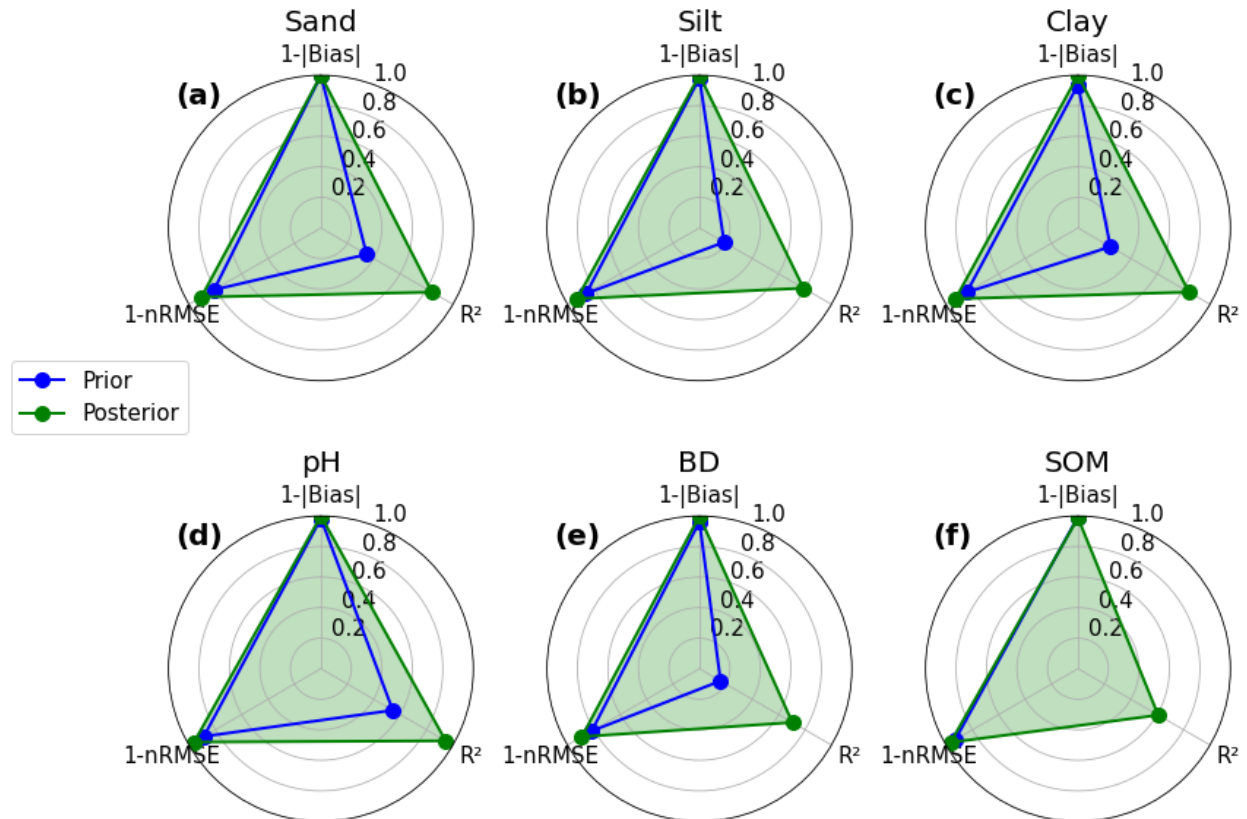 Sand
1-|Bias|
(a)
1.0
0.8
0.6
0.4
0.2
1-nRMSE
R²
Silt
1-|Bias|
(b)
1.0
0.8
0.6
0.4
0.2
1-nRMSE
R²
Clay
1-|Bias|
(c)
1.0
0.8
0.6
0.4
0.2
1-nRMSE
R²
Prior
Posterior
pH
1-|Bias|
(d)
1.0
0.8
0.6
0.4
0.2
1-nRMSE
R²
BD
1-|Bias|
(e)
1.0
0.8
0.6
0.4
0.2
1-nRMSE
R²
SOM
1-|Bias|
(f)
1.0
0.8
0.6
0.4
0.2
1-nRMSE
R²